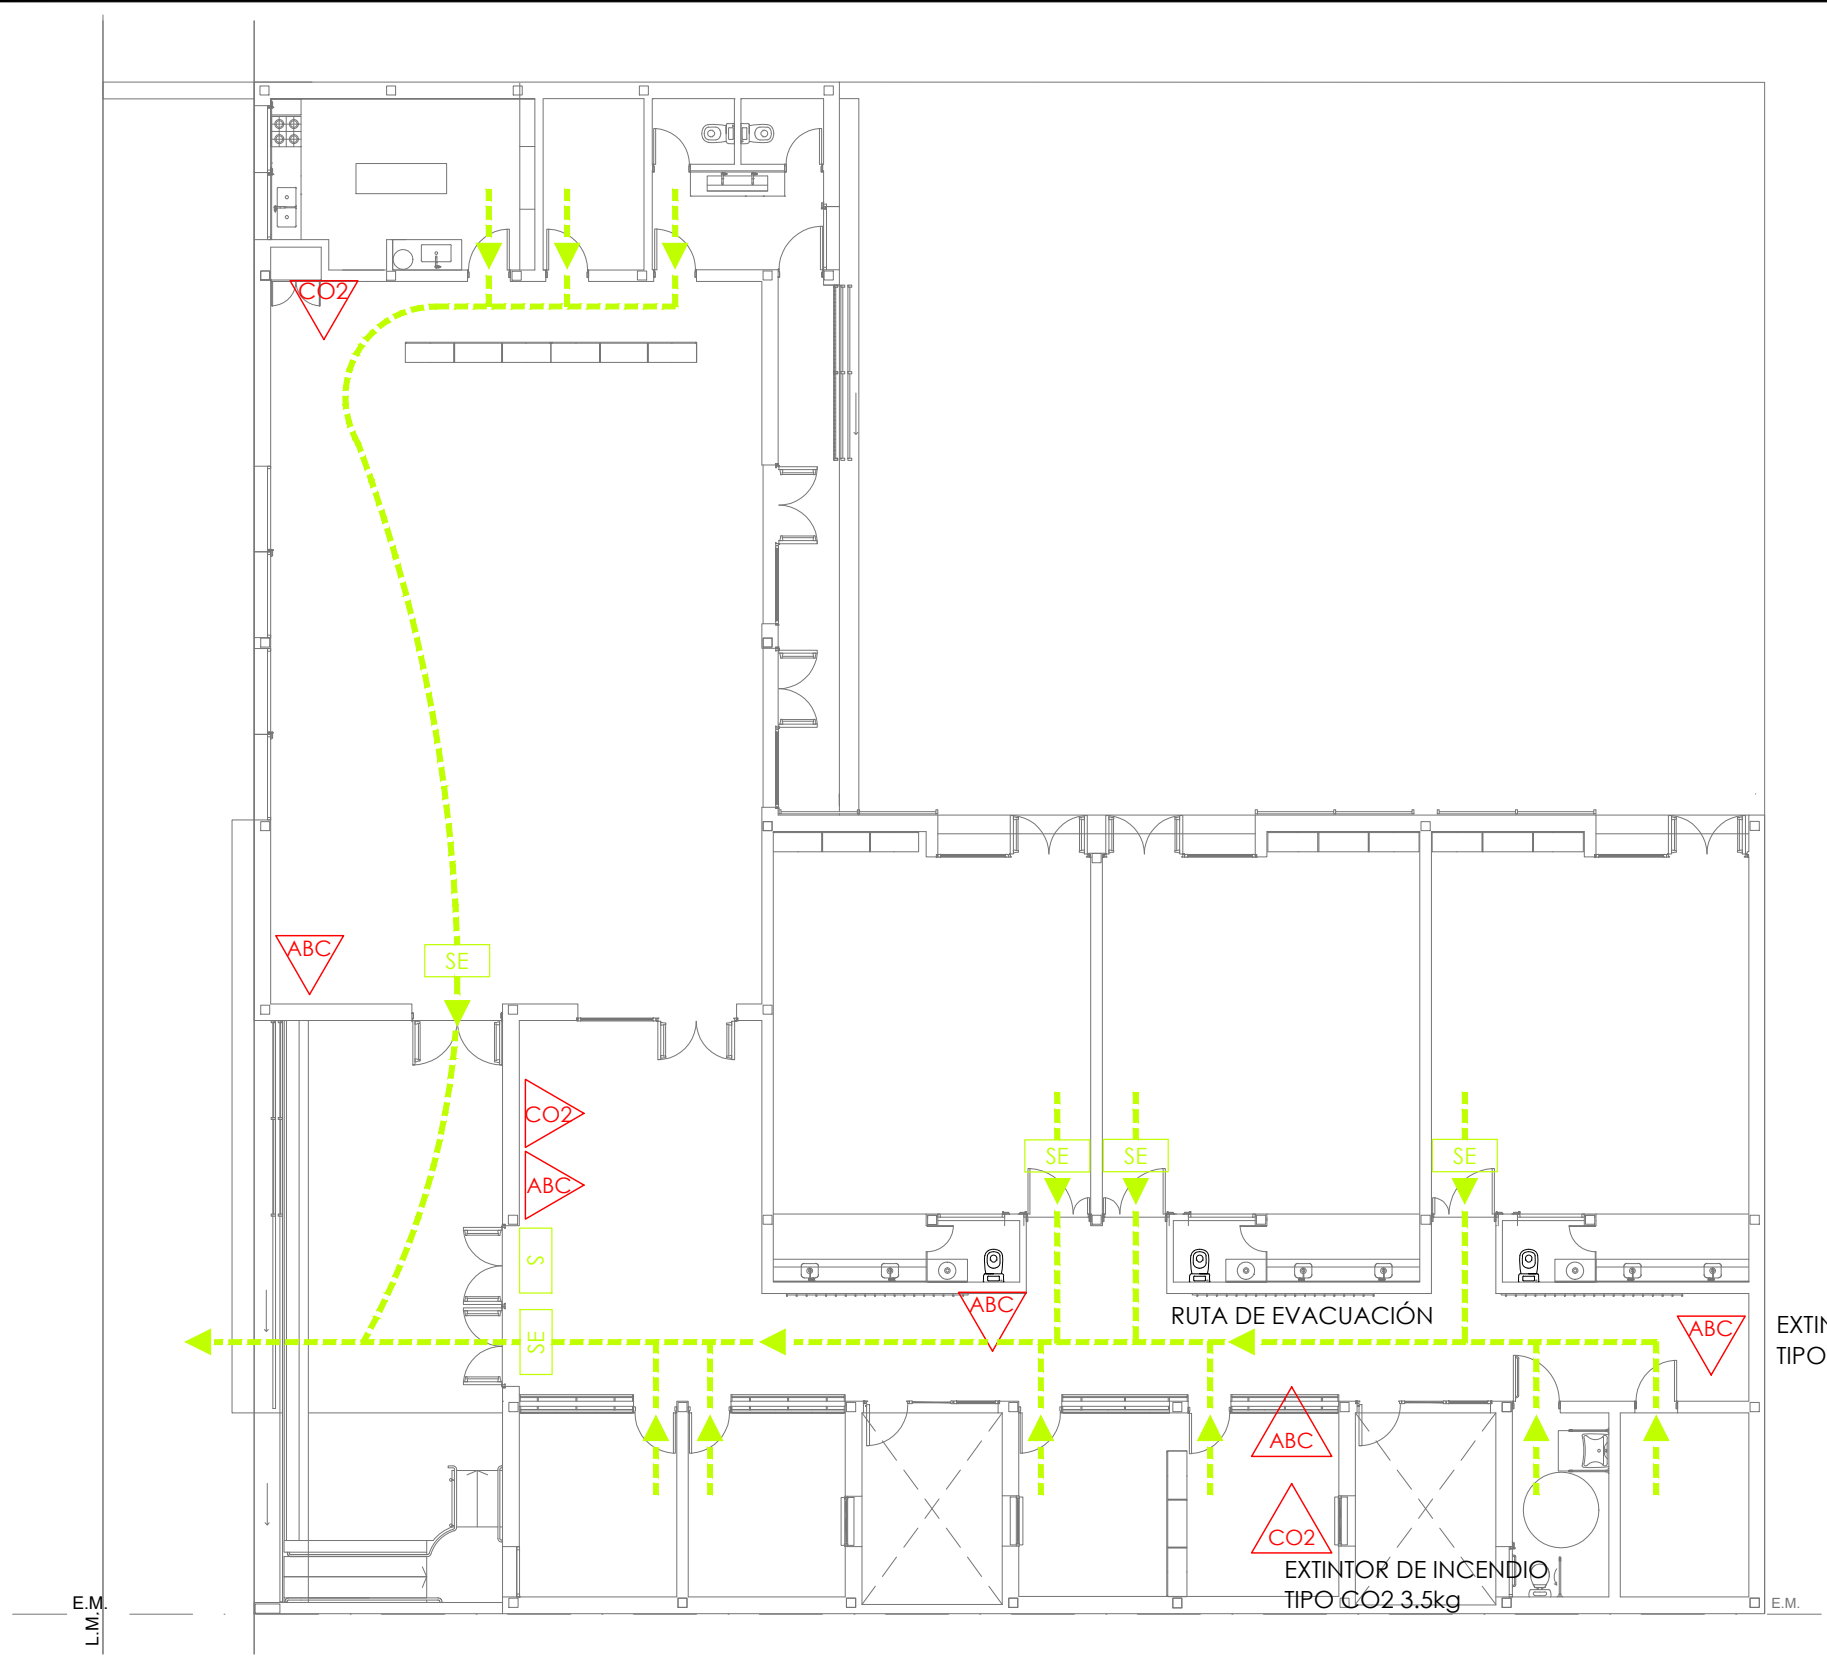 CO2
ABC
SE
CO2
ABC
S
SE
SE
SE
SE
ABC
RUTA DE EVACUACIÓN
ABC
EXTIN
TIPO
ABC
CO2
EXTINTOR DE INCENDIO
TIPO CO2 3.5kg
E.M.
L.M.
E.M.